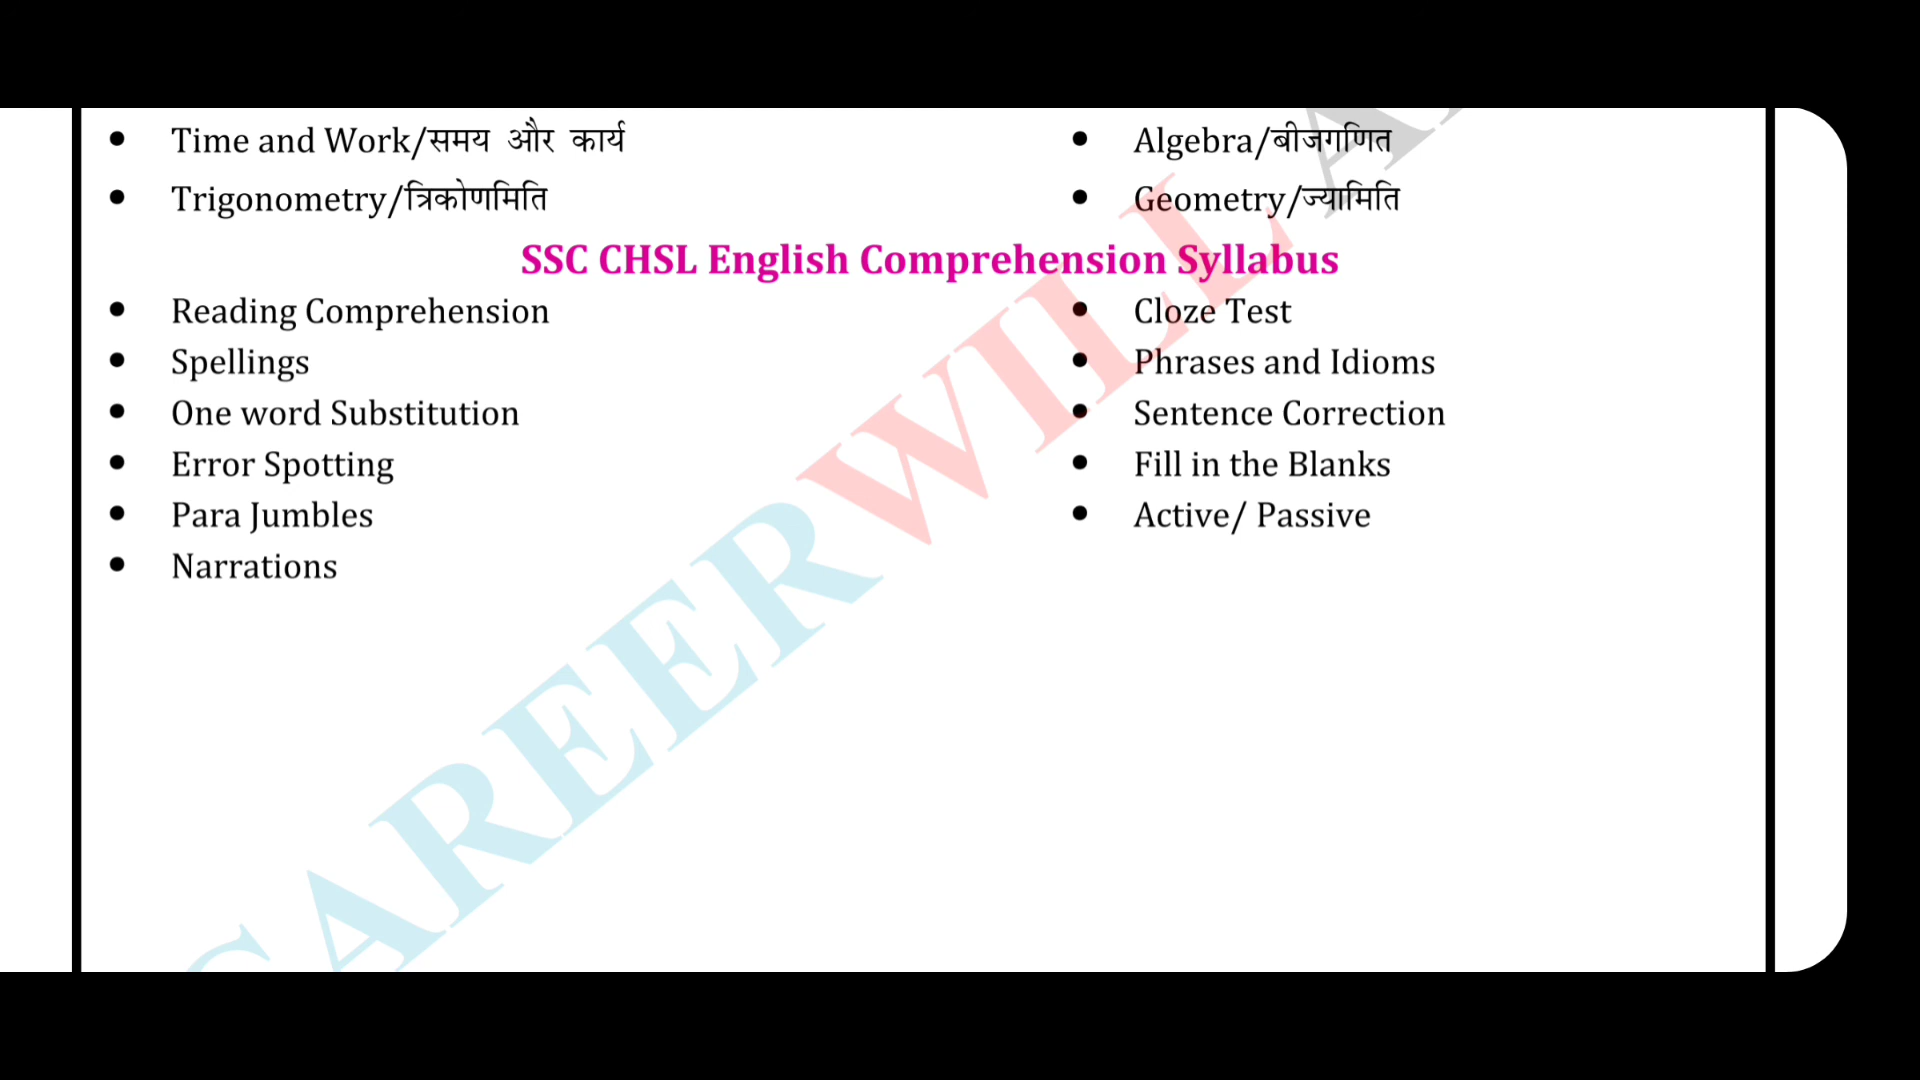 • Time and Work/समय और कार्य • Algebra/बीजगणित
• Trigonometry/त्रिकोणमिति • Geometry/ज्यामिति
SSC CHSL English Comprehension Syllabus
• Reading Comprehension • Cloze Test
• Spellings • Phrases and Idioms
• One word Substitution • Sentence Correction
• Error Spotting • Fill in the Blanks
• Para Jumbles • Active/ Passive
• Narrations
CAREERWILL A